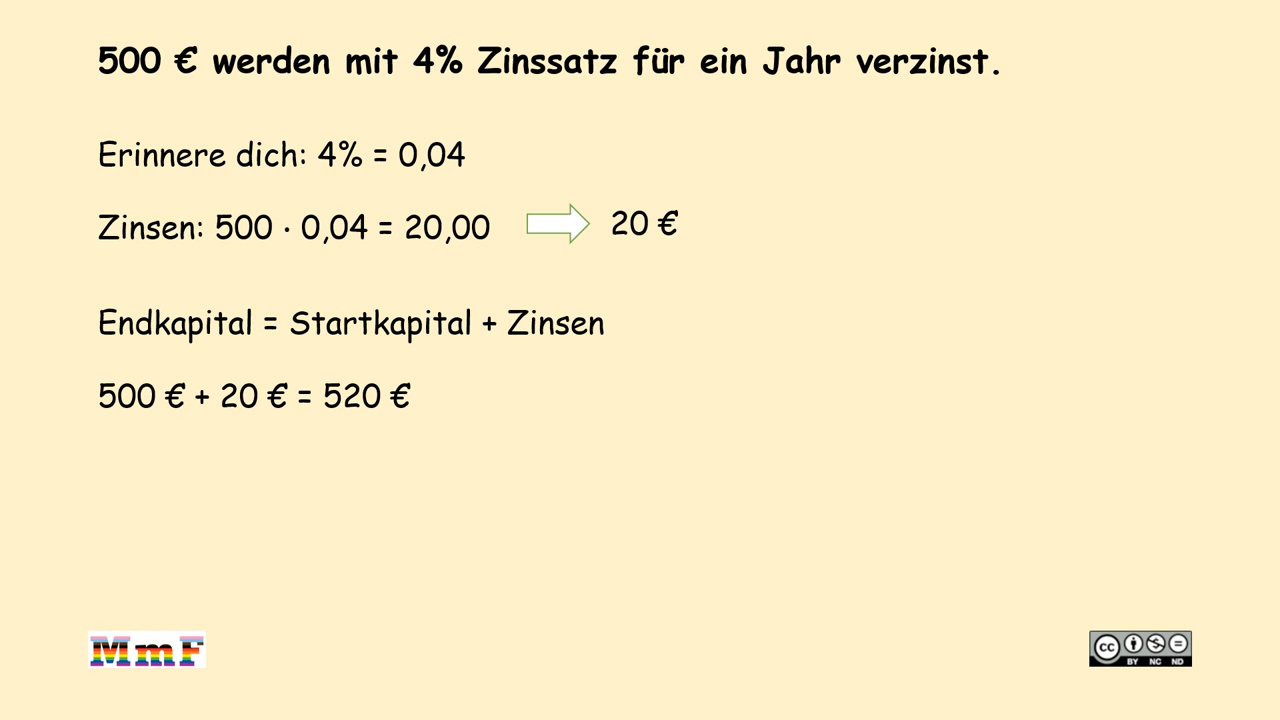 500 € werden mit 4% Zinssatz für ein Jahr verzinst.
Erinnere dich: 4% = 0,04
Zinsen: 500 · 0,04 = 20,00 20 €
Endkapital = Startkapital + Zinsen
500 € + 20 € = 520 €
MmF
cc
BY NC ND